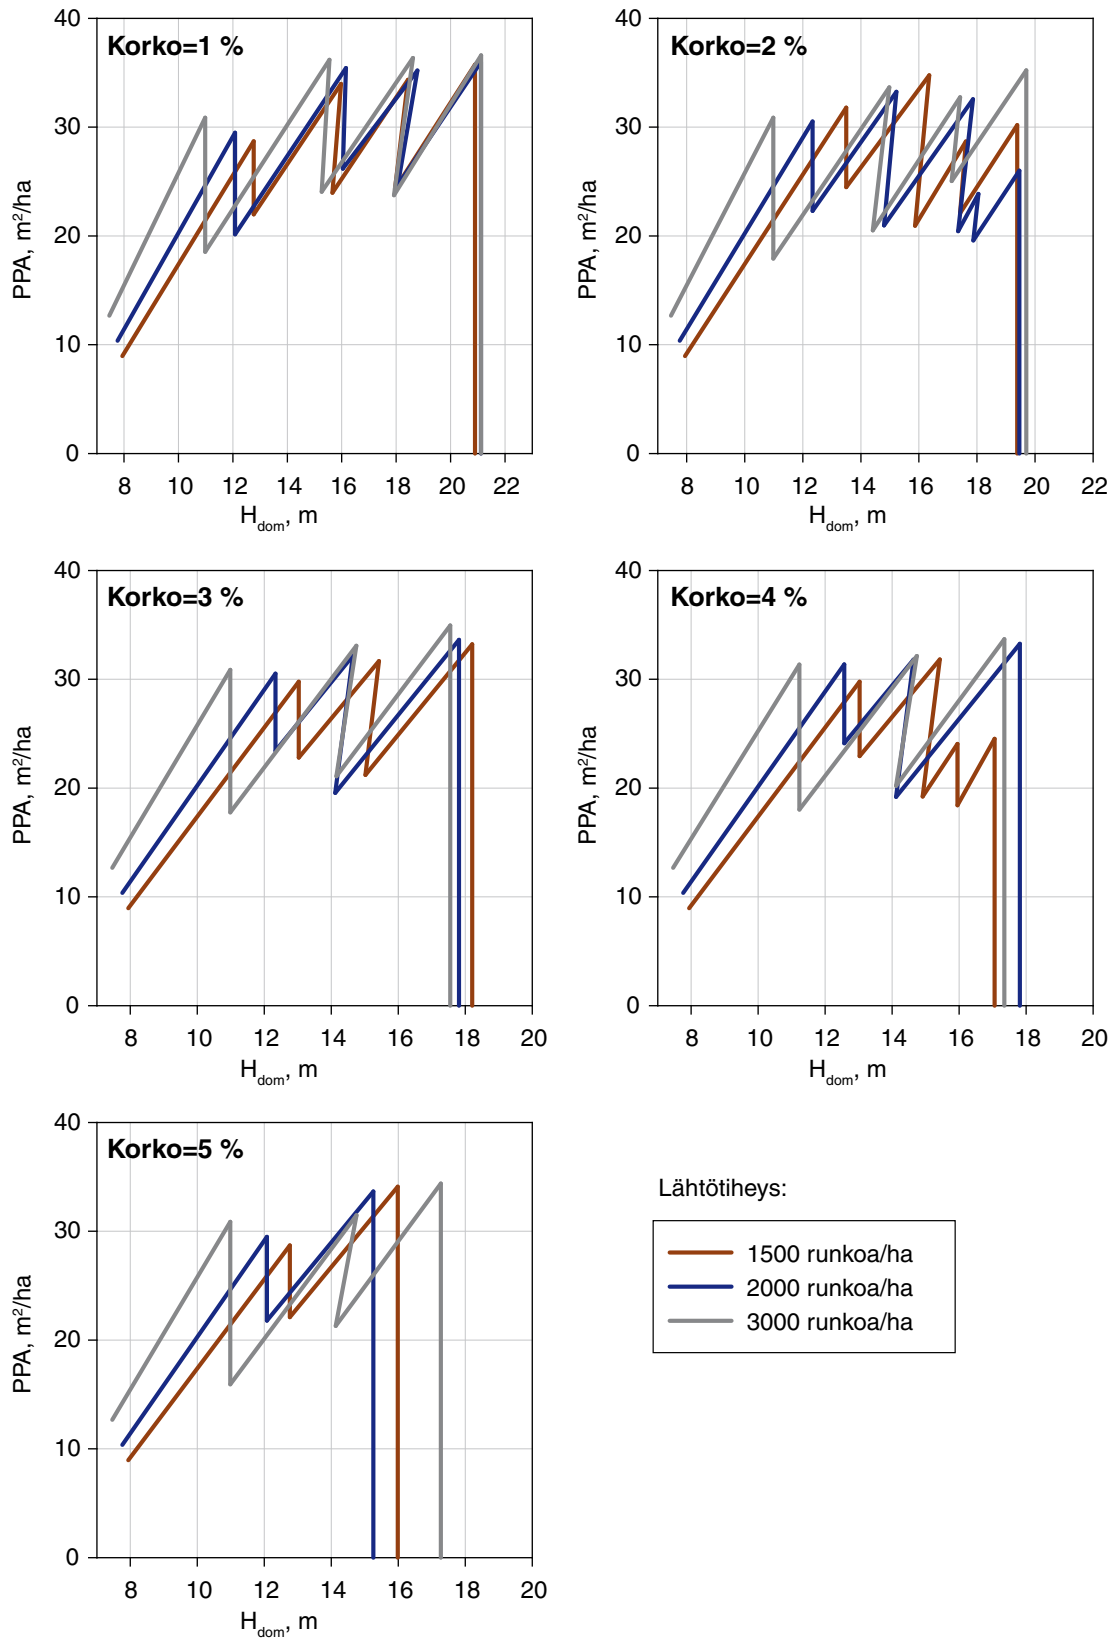 Korko=1 %
PPA, m²/ha
40
30
20
10
0
8 10 12 14 16 18 20 22
H_dom, m
Korko=2 %
PPA, m²/ha
40
30
20
10
0
8 10 12 14 16 18 20 22
H_dom, m
Korko=3 %
PPA, m²/ha
40
30
20
10
0
8 10 12 14 16 18 20
H_dom, m
Korko=4 %
PPA, m²/ha
40
30
20
10
0
8 10 12 14 16 18 20
H_dom, m
Korko=5 %
PPA, m²/ha
40
30
20
10
0
8 10 12 14 16 18 20
H_dom, m
Lähtötiheys:
1500 runkoa/ha
2000 runkoa/ha
3000 runkoa/ha